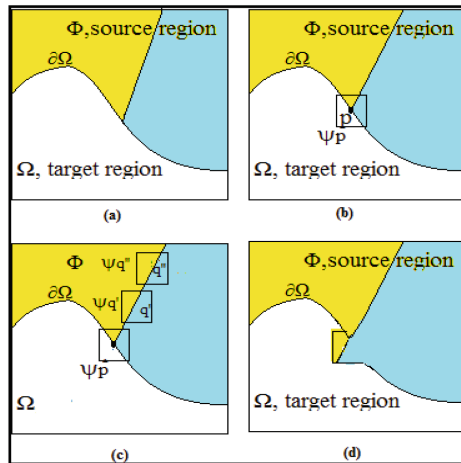 Φ,source region
∂Ω
Ω, target region
(a)
Φ,source region
∂Ω
p
ψp
Ω, target region
(b)
Φ
ψq''
q''
∂Ω
ψq'
q'
ψp
Ω
(c)
Φ,source region
∂Ω
Ω, target region
(d)